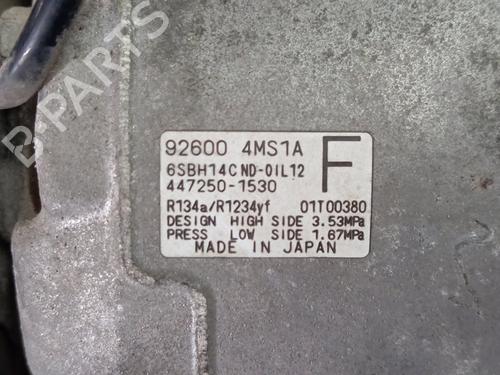 B-PARTS
92600 4MS1A
F
6SBH14C ND-OIL12
447250-1530
R134a/R1234yf 01T00380
DESIGN HIGH SIDE 3.53MPa
PRESS LOW SIDE 1.67MPa
MADE IN JAPAN